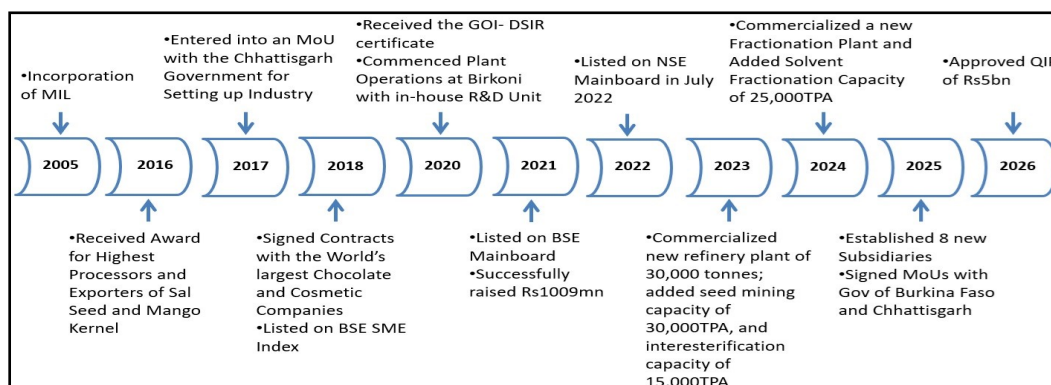 •Incorporation
of MIL
•Entered into an MoU
with the Chhattisgarh
Government for
Setting up Industry
•Received the GOI- DSIR
certificate
•Commenced Plant
Operations at Birkoni
with in-house R&D Unit
•Listed on NSE
Mainboard in July
2022
•Commercialized a new
Fractionation Plant and
Added Solvent
Fractionation Capacity
of 25,000TPA
•Approved QIP
of Rs5bn
2005 2016 2017 2018 2020 2021 2022 2023 2024 2025 2026
•Received Award
for Highest
Processors and
Exporters of Sal
Seed and Mango
Kernel
•Signed Contracts
with the World's
largest Chocolate
and Cosmetic
Companies
•Listed on BSE SME
Index
•Listed on BSE
Mainboard
•Successfully
raised Rs1009mn
•Commercialized
new refinery plant of
30,000 tonnes;
added seed mining
capacity of
30,000TPA, and
interesterification
capacity of
15,000TPA
•Established 8 new
Subsidiaries
•Signed MoUs with
Gov of Burkina Faso
and Chhattisgarh